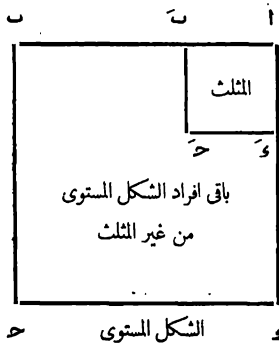 ا بَ ب
المثلث
ءَ حَ
باقى افراد الشكل المستوى
من غير المثلث
ء الشكل المستوى ح